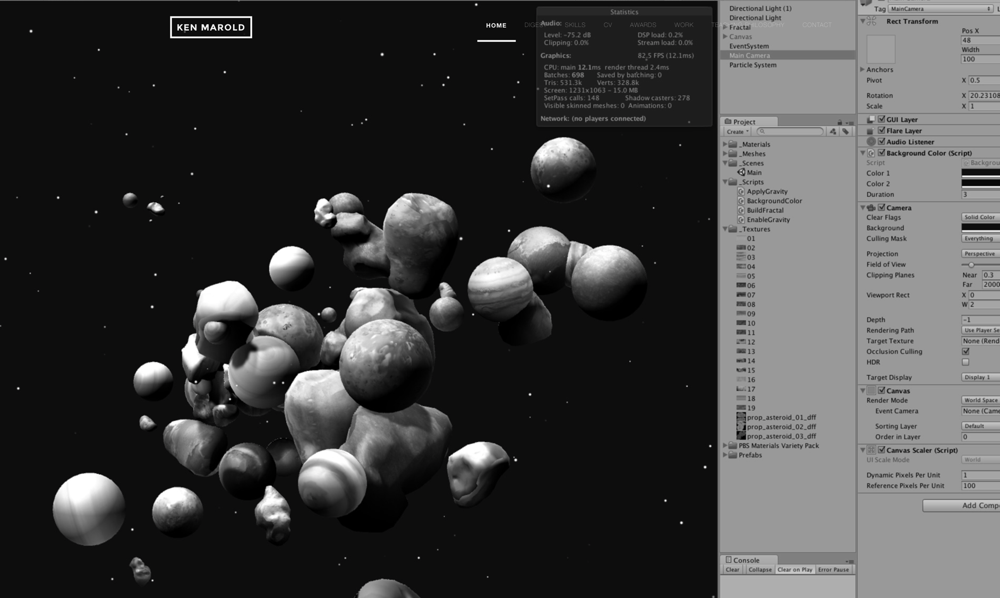 KEN MAROLD
HOME
DIGEST
SKILLS
CV
AWARDS
WORK
TEACHING PHILOSOPHY
CONTACT
Statistics
Audio:
Level: -75.2 dB DSP load: 0.2%
Clipping: 0.0% Stream load: 0.0%
Graphics: 82.5 FPS (12.1ms)
CPU: main 12.1ms render thread 2.4ms
Batches: 698 Saved by batching: 0
Tris: 531.3k Verts: 328.8k
Screen: 1231x1063 - 15.0 MB
SetPass calls: 148 Shadow casters: 278
Visible skinned meshes: 0 Animations: 0
Network: (no players connected)
Directional Light (1)
Directional Light
Fractal
Canvas
EventSystem
Main Camera
Particle System
Project
Create
_Materials
_Meshes
_Scenes
Main
_Scripts
ApplyGravity
BackgroundColor
BuildFractal
EnableGravity
_Textures
01
02
03
04
05
06
07
08
09
10
11
12
13
14
15
16
17
18
19
prop_asteroid_01_dff
prop_asteroid_02_dff
prop_asteroid_03_dff
PBS Materials Variety Pack
Prefabs
Console
Clear Collapse Clear on Play Error Pause
Tag MainCamera L
Rect Transform
Pos X
48
Width
100
Anchors
Pivot X 0.5
Rotation X 20.23108
Scale X 1
GUI Layer
Flare Layer
Audio Listener
Background Color (Script)
Script Backgrou
Color 1
Color 2
Duration 3
Camera
Clear Flags Solid Color
Background
Culling Mask Everything
Projection Perspective
Field of View
Clipping Planes Near 0.3
Far 2000
Viewport Rect X 0
W 2
Depth -1
Rendering Path Use Player Se
Target Texture None (Rend
Occlusion Culling
HDR
Target Display Display 1
Canvas
Render Mode World Space
Event Camera None (Came
Sorting Layer Default
Order in Layer 0
Canvas Scaler (Script)
UI Scale Mode World
Dynamic Pixels Per Unit 1
Reference Pixels Per Unit 100
Add Comp